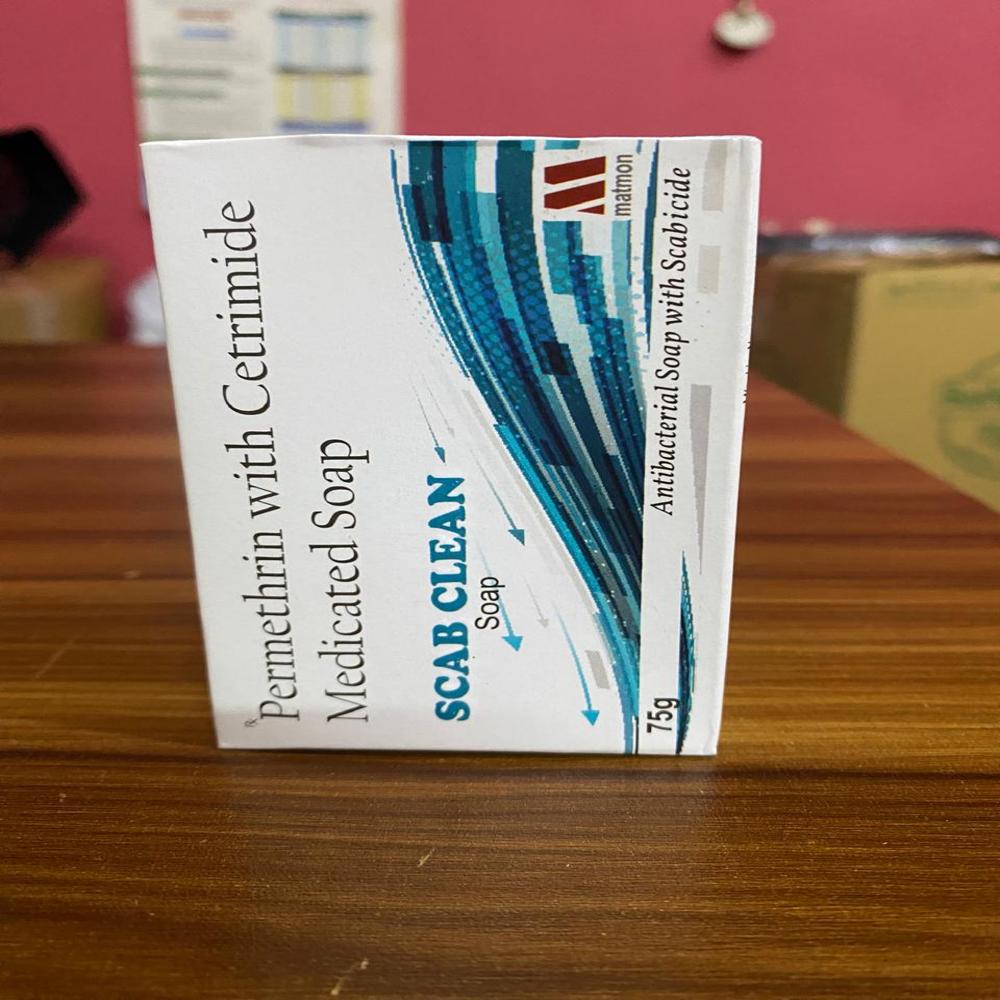 ℞
Permethrin with Cetrimide
Medicated Soap
SCAB CLEAN
Soap
matmon
75g
Antibacterial Soap with Scabicide